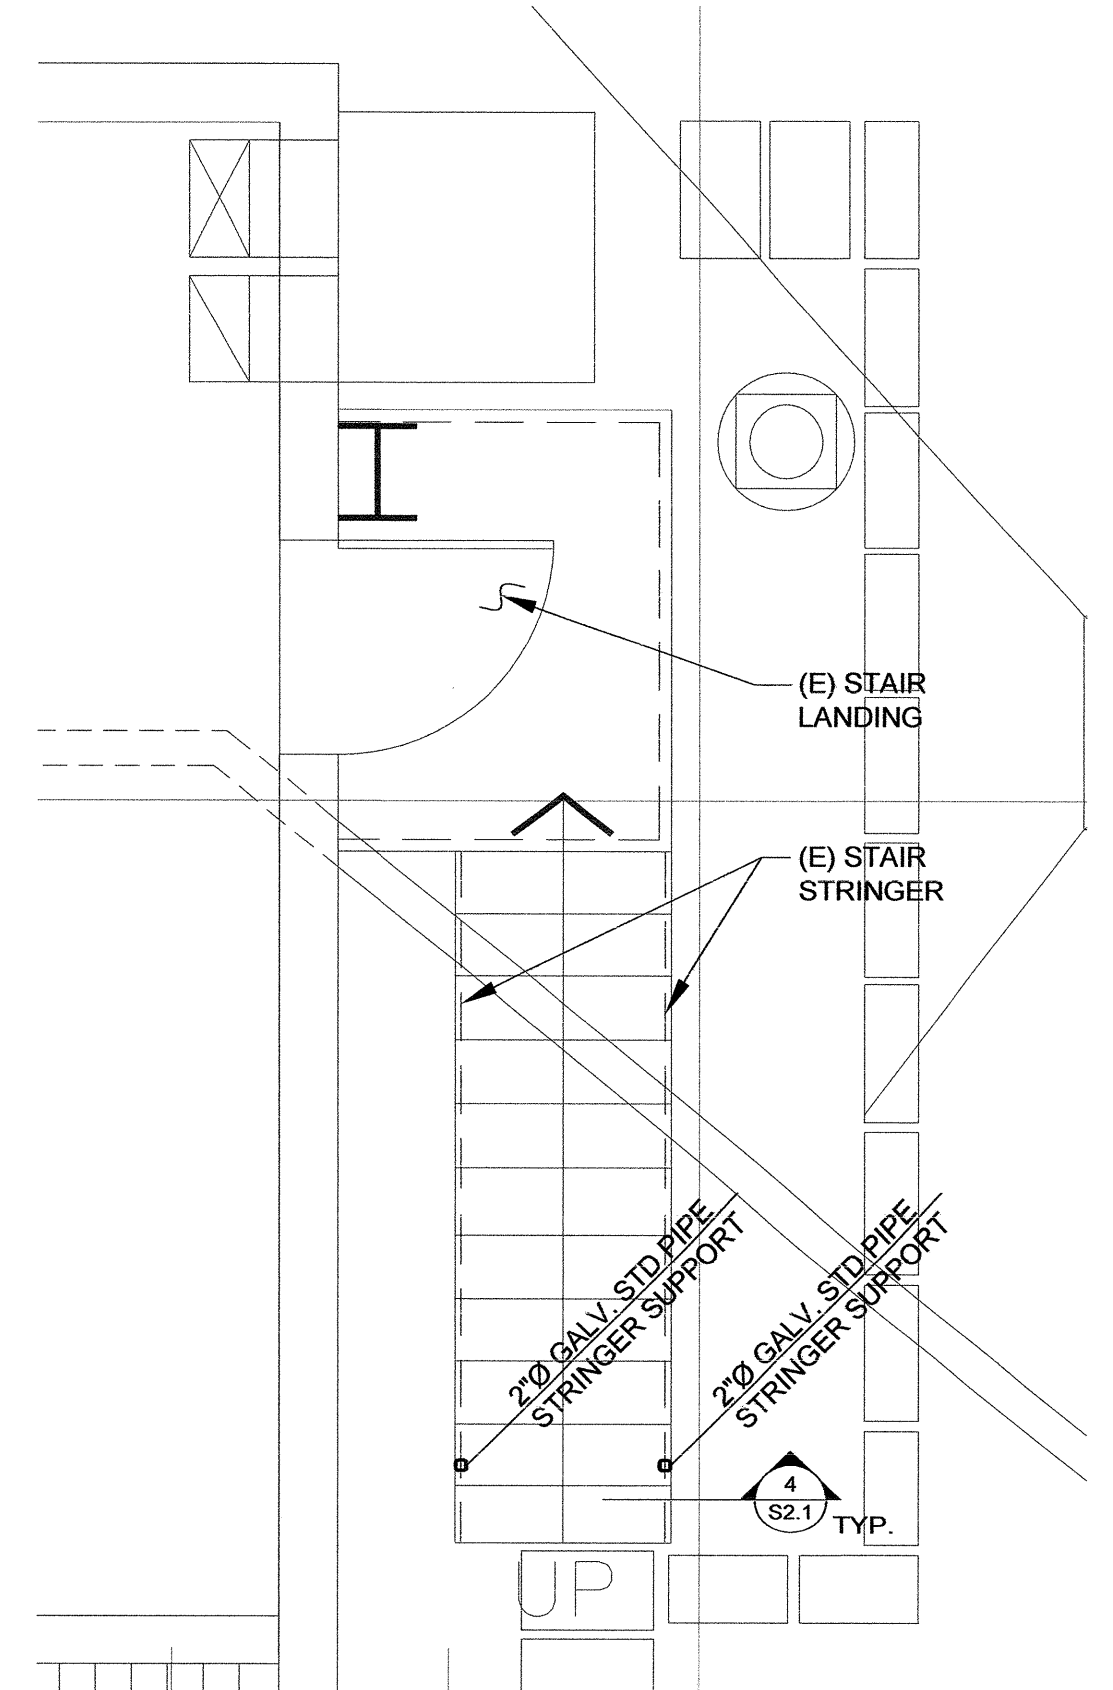 (E) STAIR
LANDING
(E) STAIR
STRINGER
2"Ø GALV. STD PIPE
STRINGER SUPPORT
2"Ø GALV. STD PIPE
STRINGER SUPPORT
4
S2.1
TYP.
UP